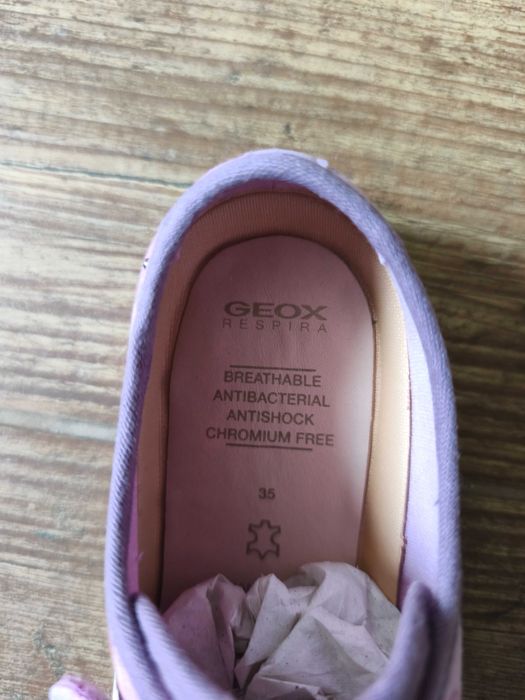 GEOX
RESPIRA
BREATHABLE
ANTIBACTERIAL
ANTISHOCK
CHROMIUM FREE
35